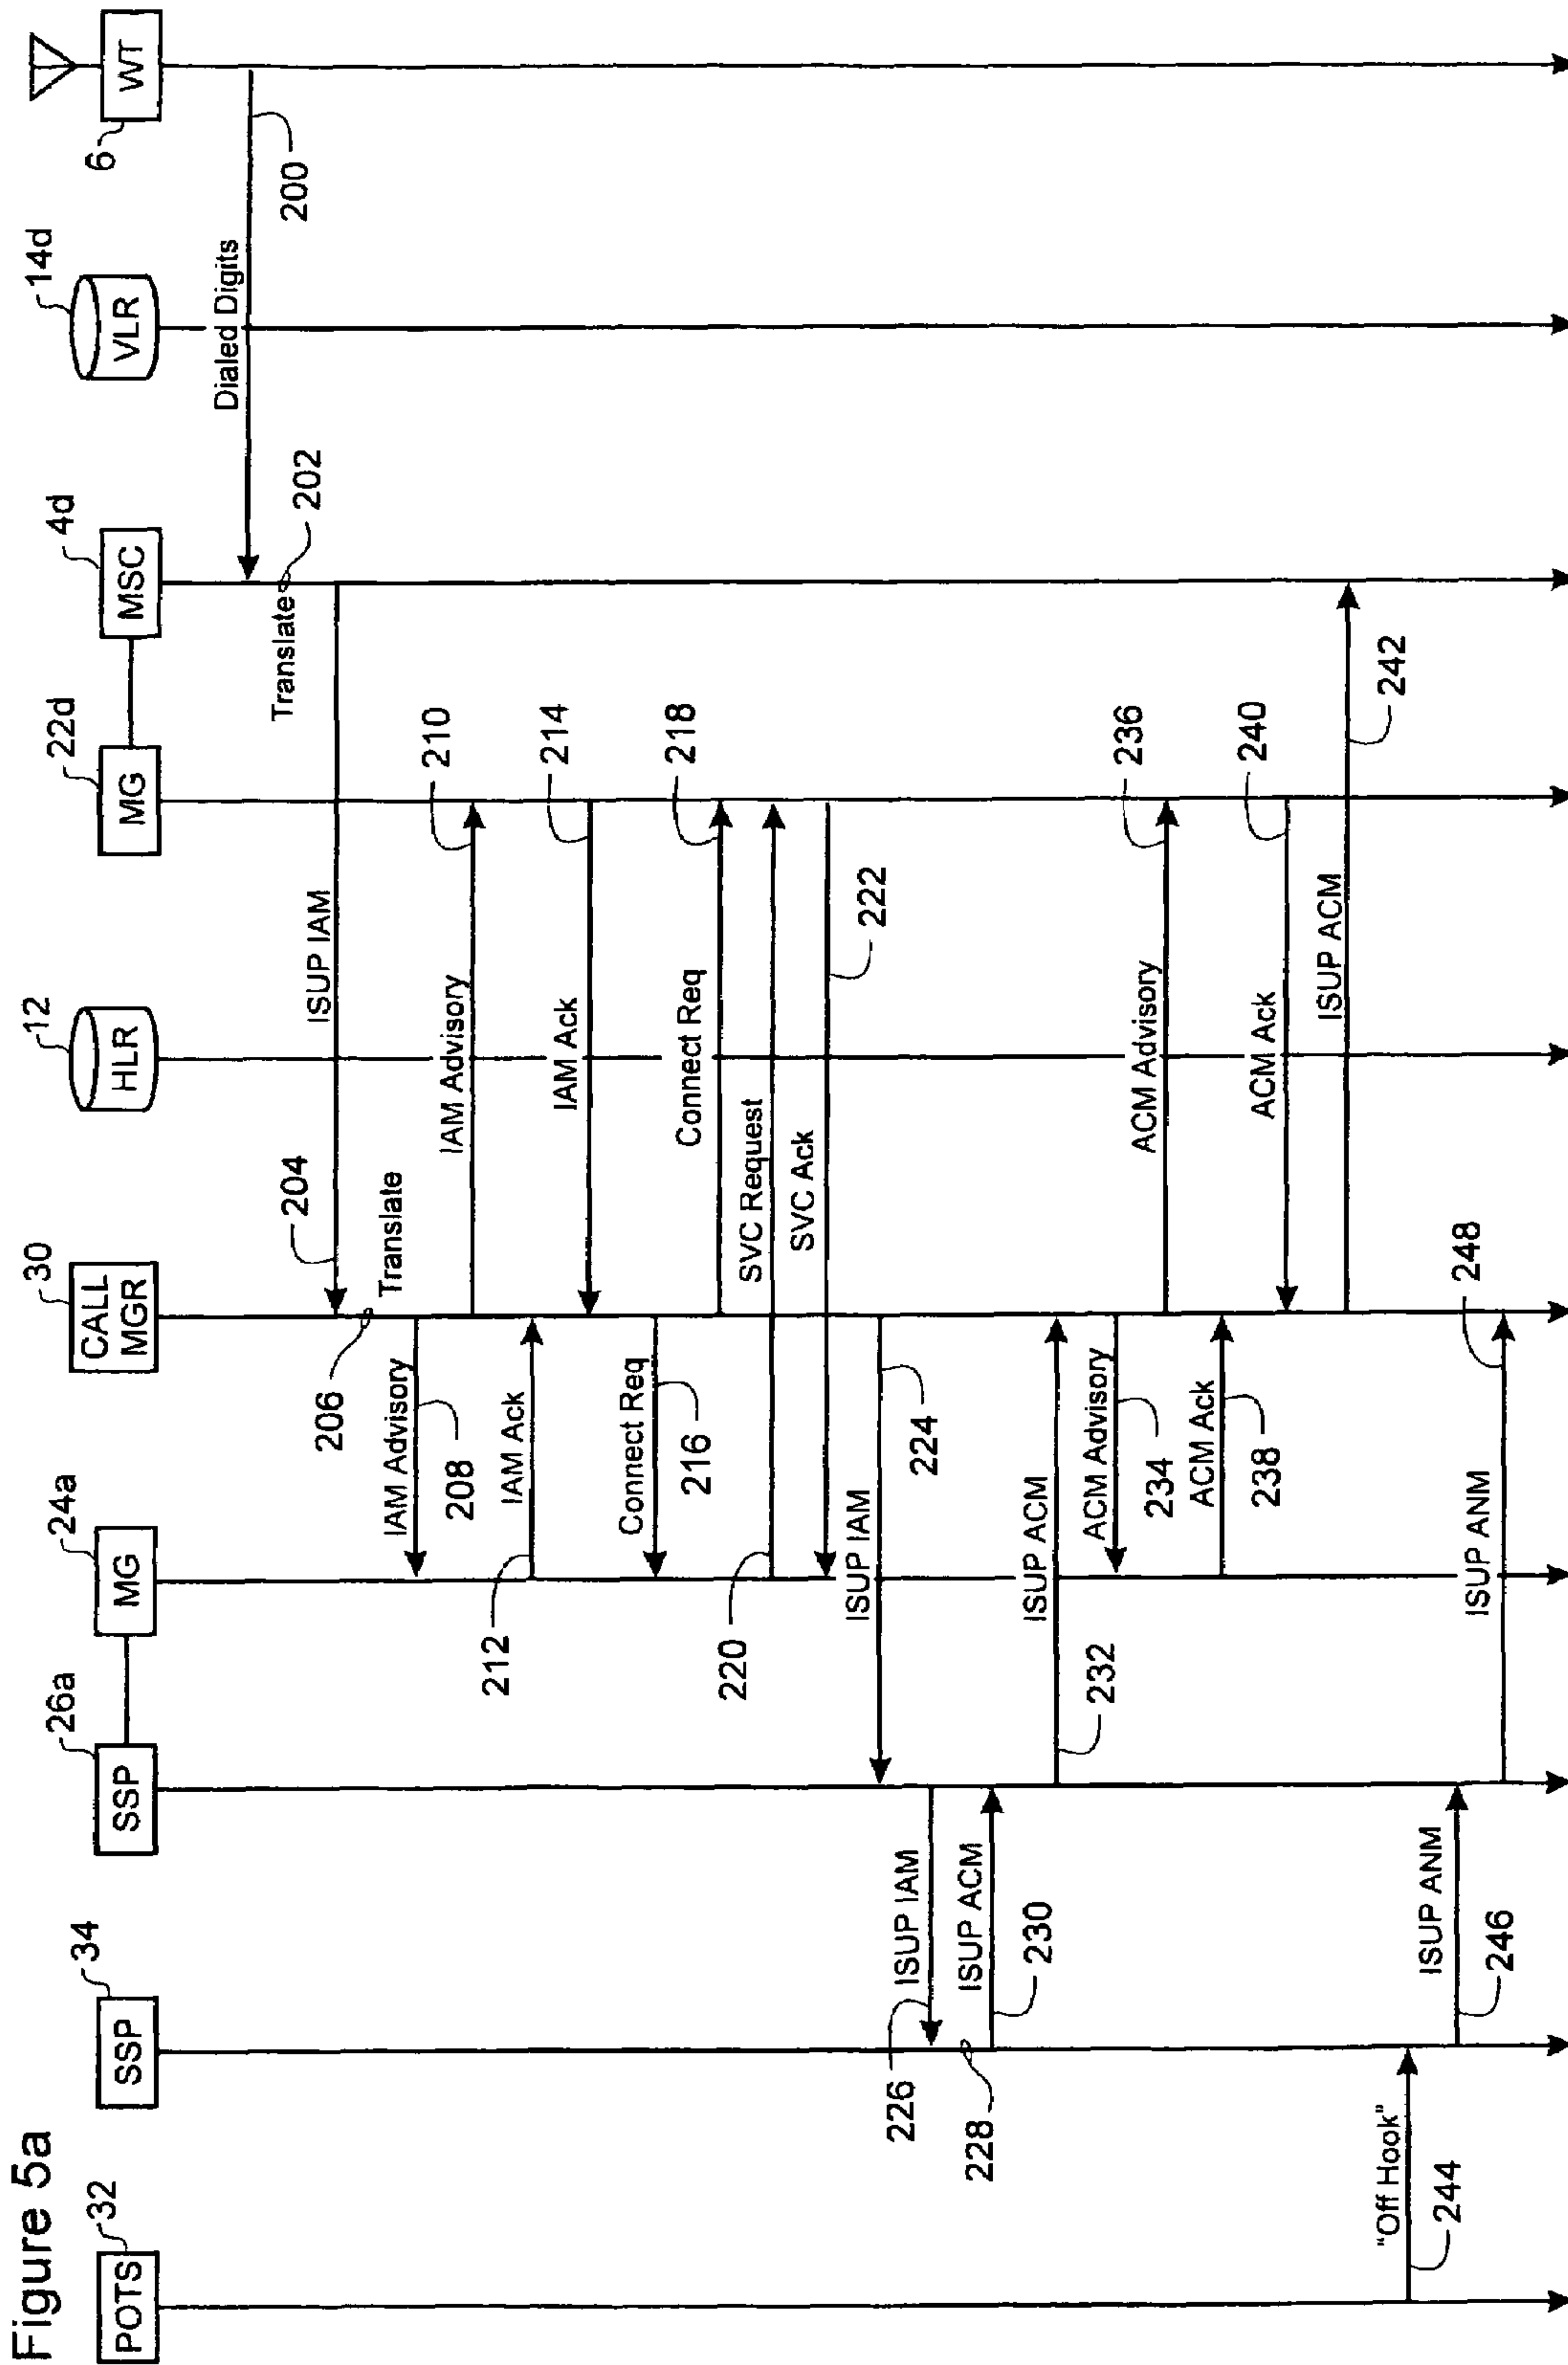 Figure 5a
32
34
26a
24a
30
12
22d
4d
14d
6
POTS
SSP
SSP
MG
CALL
MGR
HLR
MG
MSC
VLR
WT
Dialed Digits
200
Translate
202
ISUP IAM
204
206
Translate
IAM Advisory
208
IAM Advisory
210
IAM Ack
212
IAM Ack
214
Connect Req
216
Connect Req
218
SVC Request
220
SVC Ack
222
ISUP IAM
224
ISUP IAM
226
228
ISUP ACM
230
ISUP ACM
232
ACM Advisory
234
ACM Advisory
236
ACM Ack
238
ACM Ack
240
ISUP ACM
242
"Off Hook"
244
ISUP ANM
246
ISUP ANM
248